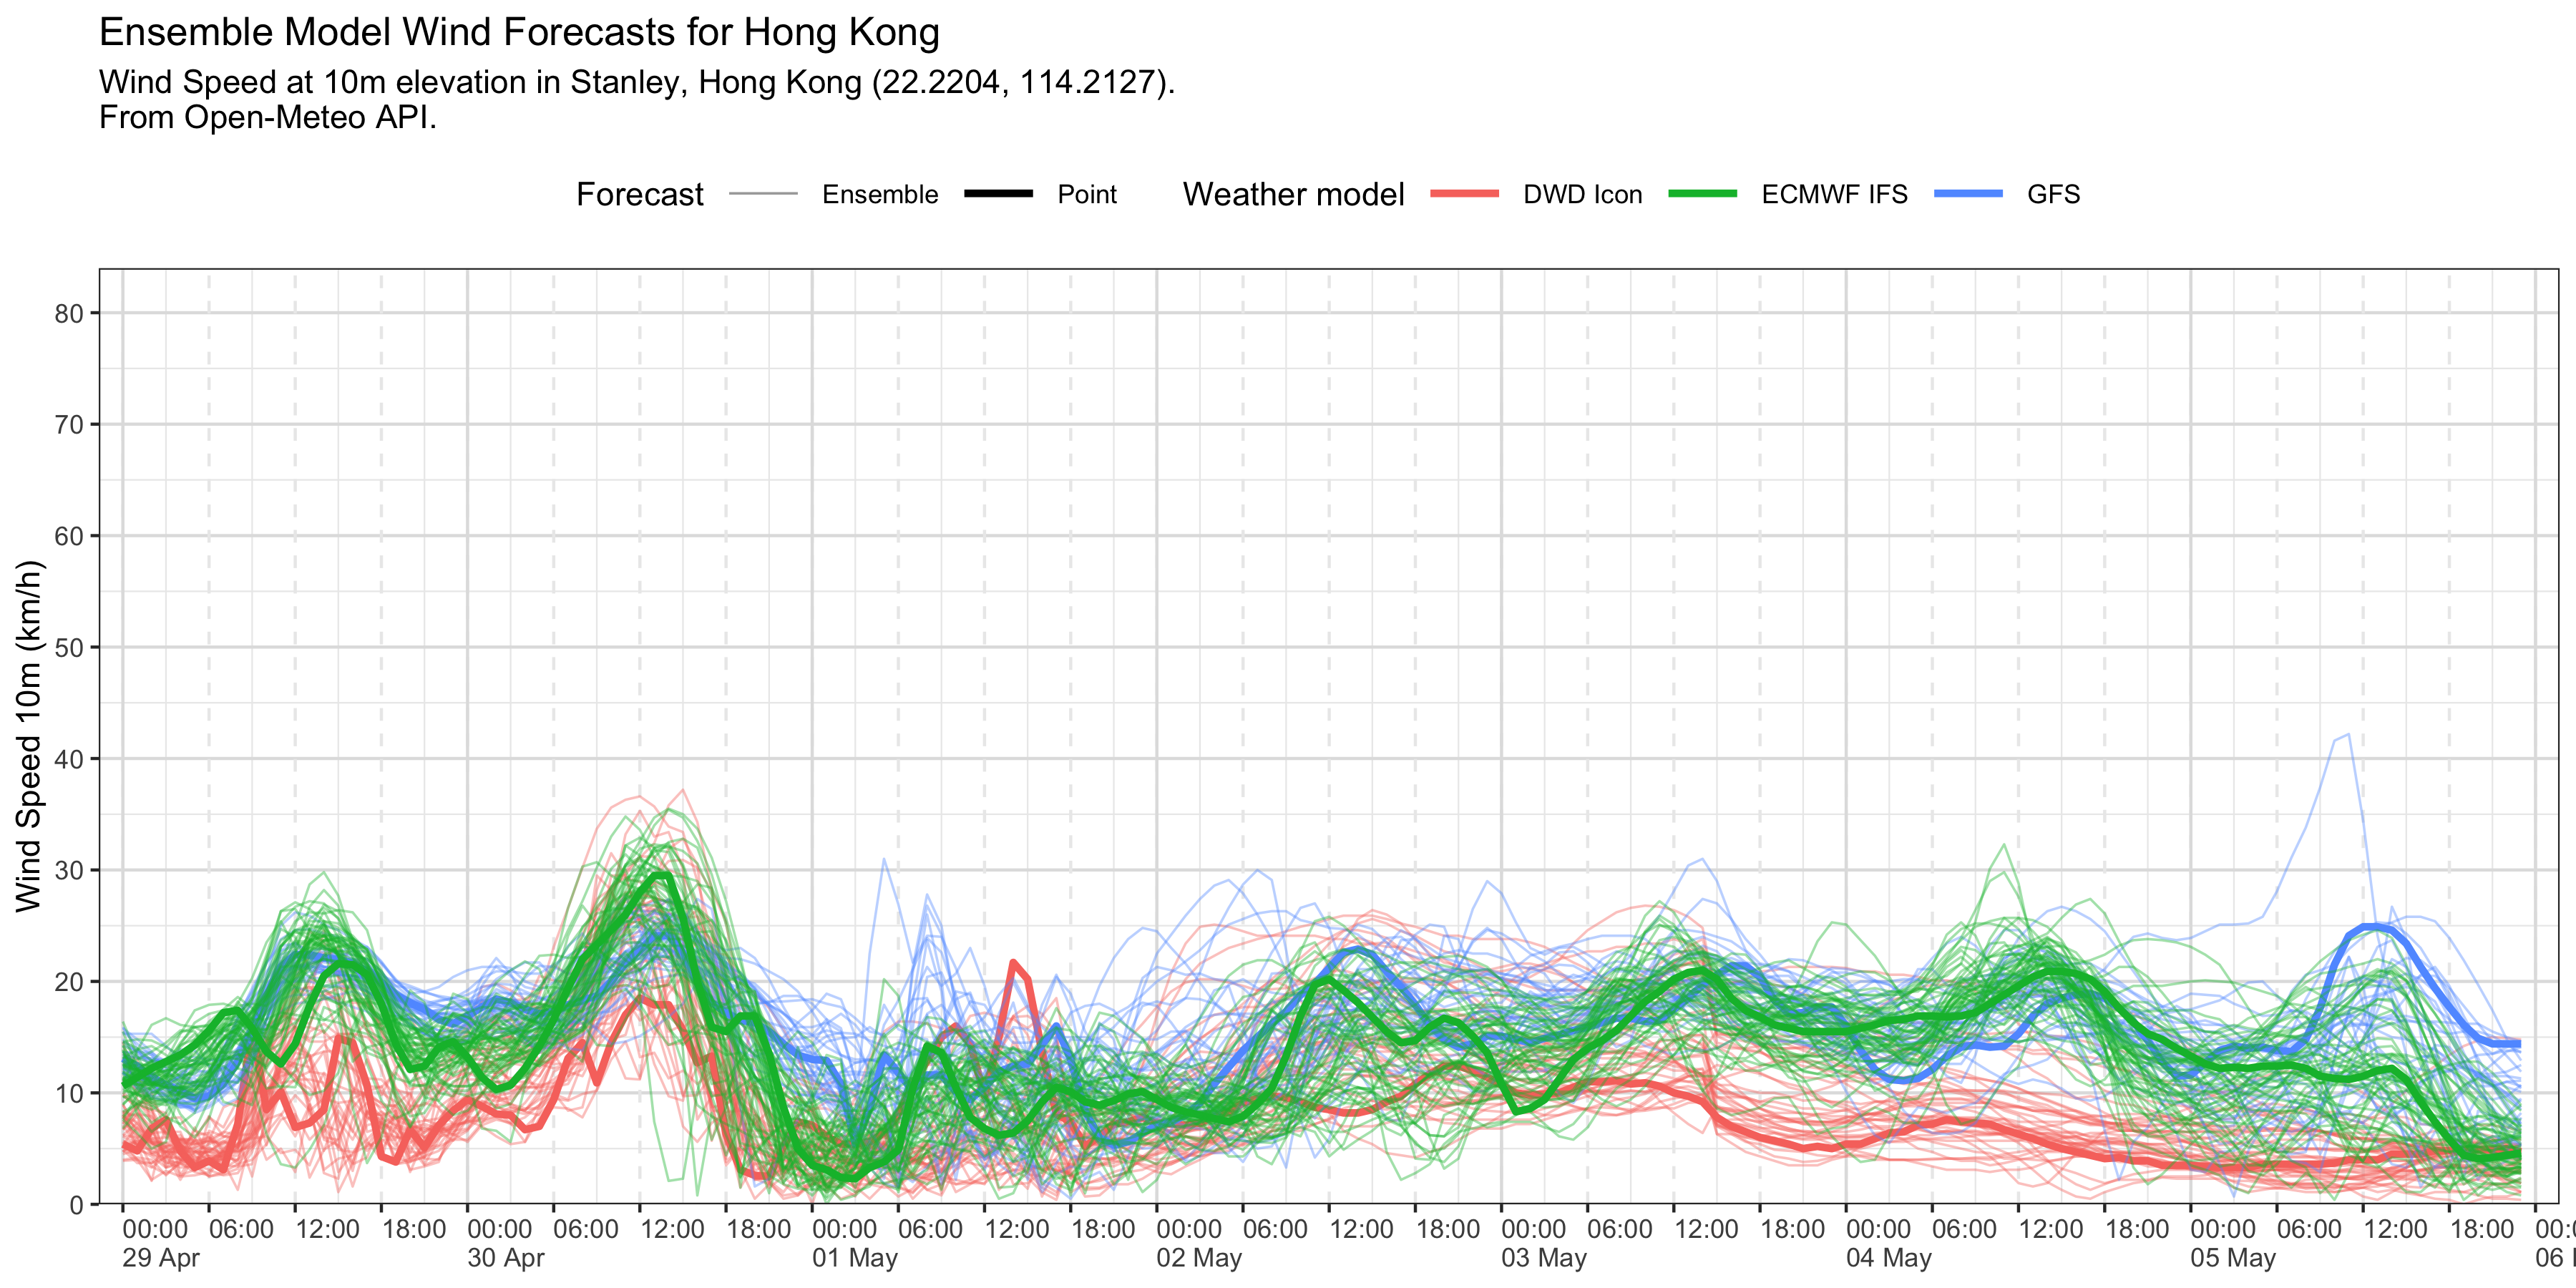 Ensemble Model Wind Forecasts for Hong Kong
Wind Speed at 10m elevation in Stanley, Hong Kong (22.2204, 114.2127).
From Open-Meteo API.
Forecast Ensemble Point Weather model DWD Icon ECMWF IFS GFS
Wind Speed 10m (km/h)
80
70
60
50
40
30
20
10
0
00:00 06:00 12:00 18:00 00:00 06:00 12:00 18:00 00:00 06:00 12:00 18:00 00:00 06:00 12:00 18:00 00:00 06:00 12:00 18:00 00:00 06:00 12:00 18:00 00:00 06:00 12:00 18:00
29 Apr 30 Apr 01 May 02 May 03 May 04 May 05 May 06